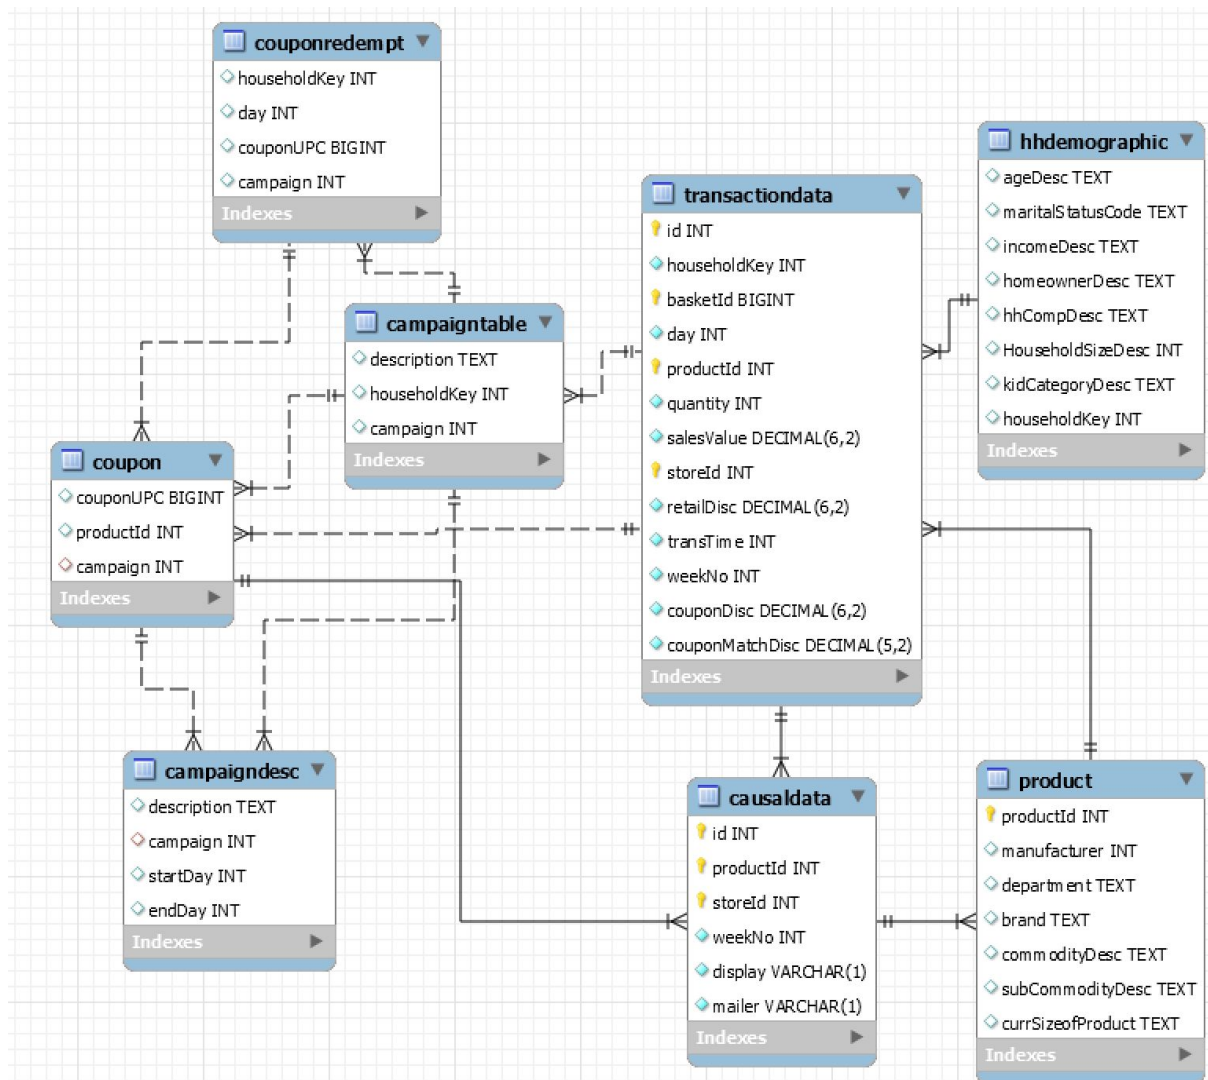 couponredempt
householdKey INT
day INT
couponUPC BIGINT
campaign INT
Indexes
hhdemographic
ageDesc TEXT
maritalStatusCode TEXT
incomeDesc TEXT
homeownerDesc TEXT
hhCompDesc TEXT
HouseholdSizeDesc INT
kidCategoryDesc TEXT
householdKey INT
Indexes
transactiondata
id INT
householdKey INT
basketId BIGINT
day INT
productId INT
quantity INT
salesValue DECIMAL(6,2)
storeId INT
retailDisc DECIMAL(6,2)
transTime INT
weekNo INT
couponDisc DECIMAL(6,2)
couponMatchDisc DECIMAL(5,2)
Indexes
campaigntable
description TEXT
householdKey INT
campaign INT
Indexes
coupon
couponUPC BIGINT
productId INT
campaign INT
Indexes
campaigndesc
description TEXT
campaign INT
startDay INT
endDay INT
Indexes
causaldata
id INT
productId INT
storeId INT
weekNo INT
display VARCHAR(1)
mailer VARCHAR(1)
Indexes
product
productId INT
manufacturer INT
department TEXT
brand TEXT
commodityDesc TEXT
subCommodityDesc TEXT
currSizeofProduct TEXT
Indexes